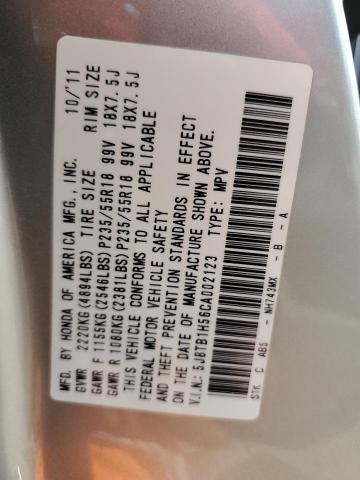 MFD. BY HONDA OF AMERICA MFG., INC. 10/'11
GVWR 2220KG(4894LBS) TIRE SIZE RIM SIZE
GAWR F 1155KG(2546LBS)P235/55R18 99V 18X7.5J
GAWR R 1080KG(2381LBS)P235/55R18 99V 18X7.5J
THIS VEHICLE CONFORMS TO ALL APPLICABLE
FEDERAL MOTOR VEHICLE SAFETY
AND THEFT PREVENTION STANDARDS IN EFFECT
ON THE DATE OF MANUFACTURE SHOWN ABOVE.
V.I.N.: 5J8TB1H56CA002123 TYPE: MPV
STK C AB5 - NH743MX - B - A